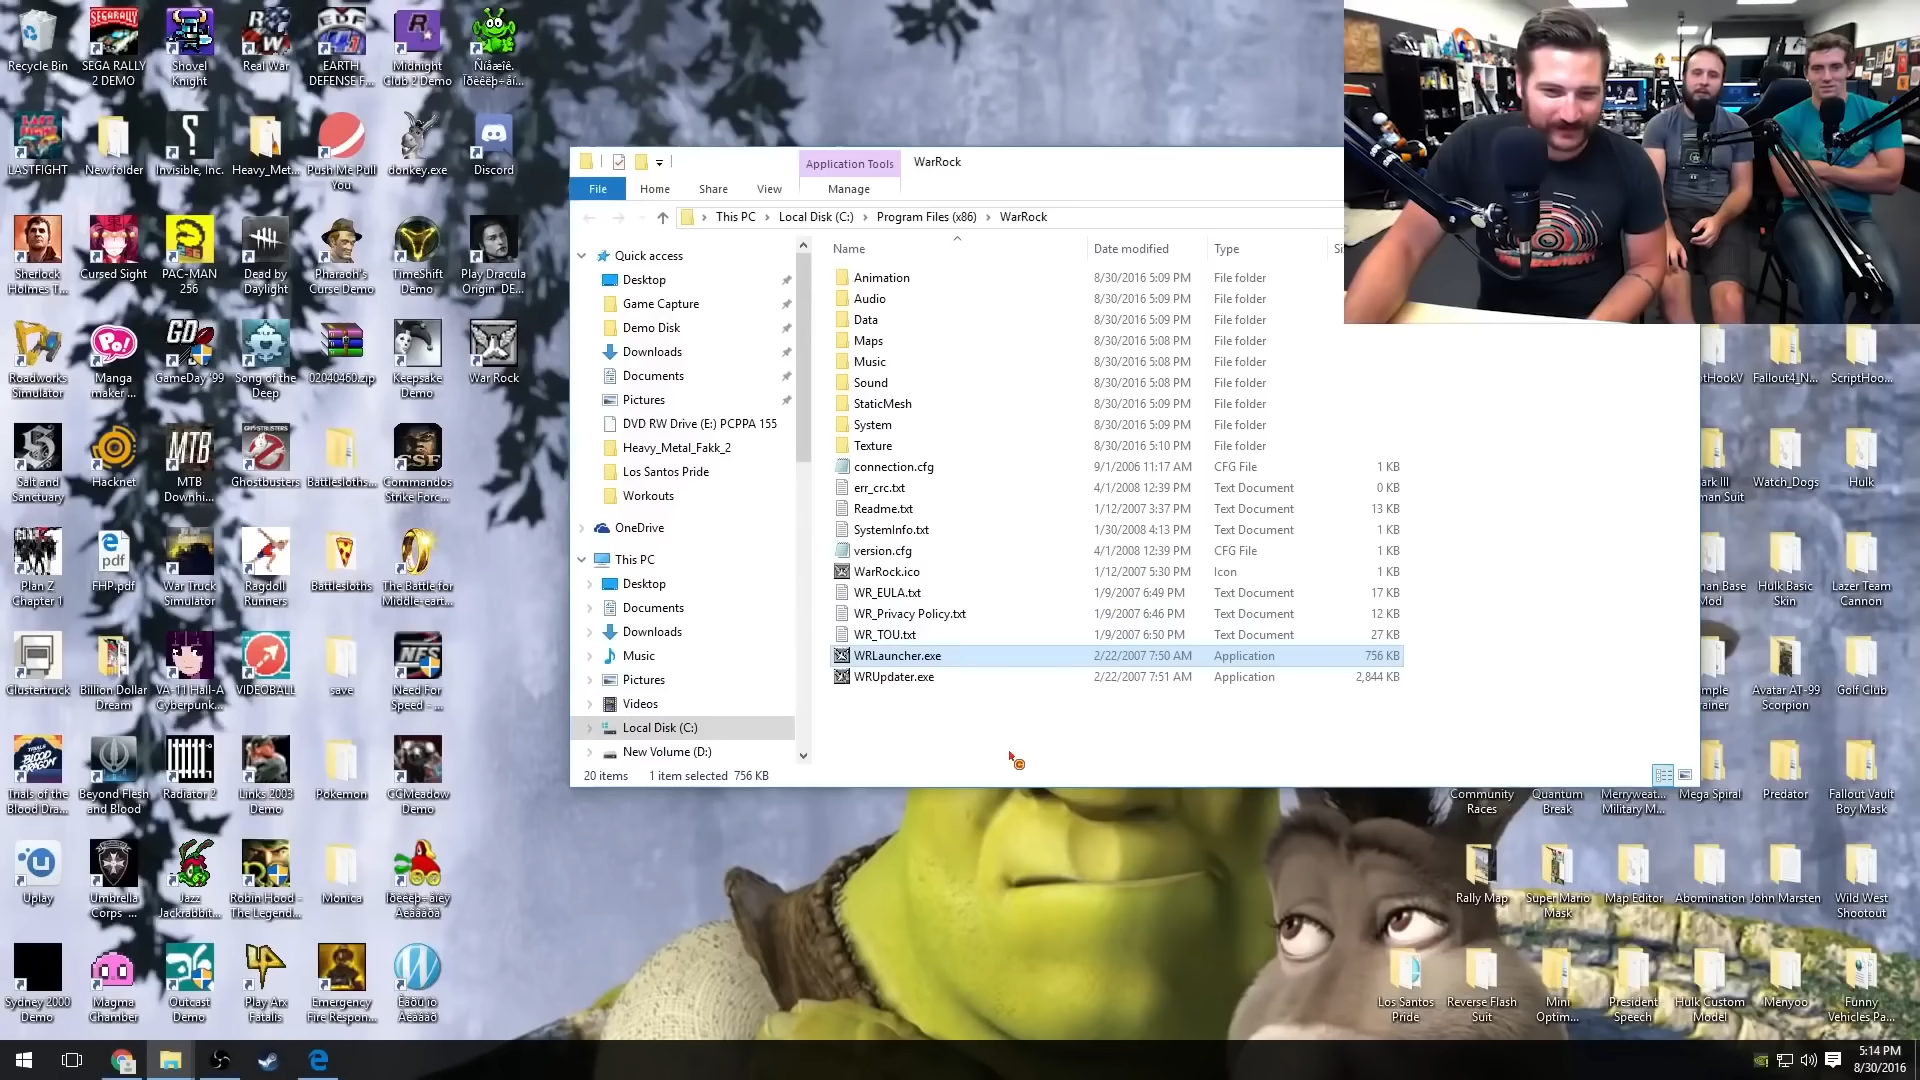 Recycle Bin
SEGA RALLY
2 DEMO
Shovel
Knight
Real War
EARTH
DEFENSE F...
Midnight
Club 2 Demo
Ñïåæïê.
LASTFIGHT
New folder
Invisible, Inc.
Heavy_Met...
Push Me Pull
You
donkey.exe
Discord
Sherlock
Holmes T...
Cursed Sight
PAC-MAN
256
Dead by
Daylight
Pharaoh's
Curse Demo
TimeShift
Demo
Play Dracula
Origin_DE...
Roadworks
Simulator
Manga
maker ...
GameDay '99
Song of the
Deep
02040460.zip
Keepsake
Demo
War Rock
Salt and
Sanctuary
Hacknet
MTB
MTB
Downhi...
Ghostbusters
Battlesloths...
Commandos
Strike Forc...
Plan Z
Chapter 1
pdf
FHP.pdf
War Truck
Simulator
Ragdoll
Runners
Battlesloths
The Battle for
Middle-eart...
Clustertruck
Billion Dollar
Dream
VA-11 Hall-A
Cyberpunk...
VIDEOBALL
save
Need For
Speed - ...
Trials of the
Blood Dra...
Beyond Flesh
and Blood
Radiator 2
Links 2003
Demo
Pokemon
CCMeadow
Demo
Uplay
Umbrella
Corps ...
Jazz
Jackrabbit...
Robin Hood -
The Legend...
Monica
Sydney 2000
Demo
Magma
Chamber
Outcast
Demo
Play Arx
Fatalis
Emergency
Fire Respon...
Application Tools
WarRock
File
Home
Share
View
Manage
This PC
Local Disk (C:)
Program Files (x86)
WarRock
Quick access
Desktop
Game Capture
Demo Disk
Downloads
Documents
Pictures
DVD RW Drive (E:) PCPPA 155
Heavy_Metal_Fakk_2
Los Santos Pride
Workouts
OneDrive
This PC
Desktop
Documents
Downloads
Music
Pictures
Videos
Local Disk (C:)
New Volume (D:)
Name Date modified Type Si
Animation 8/30/2016 5:09 PM File folder
Audio 8/30/2016 5:09 PM File folder
Data 8/30/2016 5:09 PM File folder
Maps 8/30/2016 5:08 PM File folder
Music 8/30/2016 5:08 PM File folder
Sound 8/30/2016 5:08 PM File folder
StaticMesh 8/30/2016 5:09 PM File folder
System 8/30/2016 5:09 PM File folder
Texture 8/30/2016 5:10 PM File folder
connection.cfg 9/1/2006 11:17 AM CFG File 1 KB
err_crc.txt 4/1/2008 12:39 PM Text Document 0 KB
Readme.txt 1/12/2007 3:37 PM Text Document 13 KB
SystemInfo.txt 1/30/2008 4:13 PM Text Document 1 KB
version.cfg 4/1/2008 12:39 PM CFG File 1 KB
WarRock.ico 1/12/2007 5:30 PM Icon 1 KB
WR_EULA.txt 1/9/2007 6:49 PM Text Document 17 KB
WR_Privacy Policy.txt 1/9/2007 6:46 PM Text Document 12 KB
WR_TOU.txt 1/9/2007 6:50 PM Text Document 27 KB
WRLauncher.exe 2/22/2007 7:50 AM Application 756 KB
WRUpdater.exe 2/22/2007 7:51 AM Application 2,844 KB
20 items 1 item selected 756 KB
ptHookV
Fallout4_N...
ScriptHoo...
ark III
man Suit
Watch_Dogs
Hulk
man Base
Mod
Hulk Basic
Skin
Lazer Team
Cannon
mple
rainer
Avatar AT-99
Scorpion
Golf Club
Community
Races
Quantum
Break
Merryweat...
Military M...
Mega Spiral
Predator
Fallout Vault
Boy Mask
Rally Map
Super Mario
Mask
Map Editor
Abomination
John Marsten
Wild West
Shootout
Los Santos
Pride
Reverse Flash
Suit
Mini
Optim...
President
Speech
Hulk Custom
Model
Menyoo
Funny
Vehicles Pa...
5:14 PM
8/30/2016